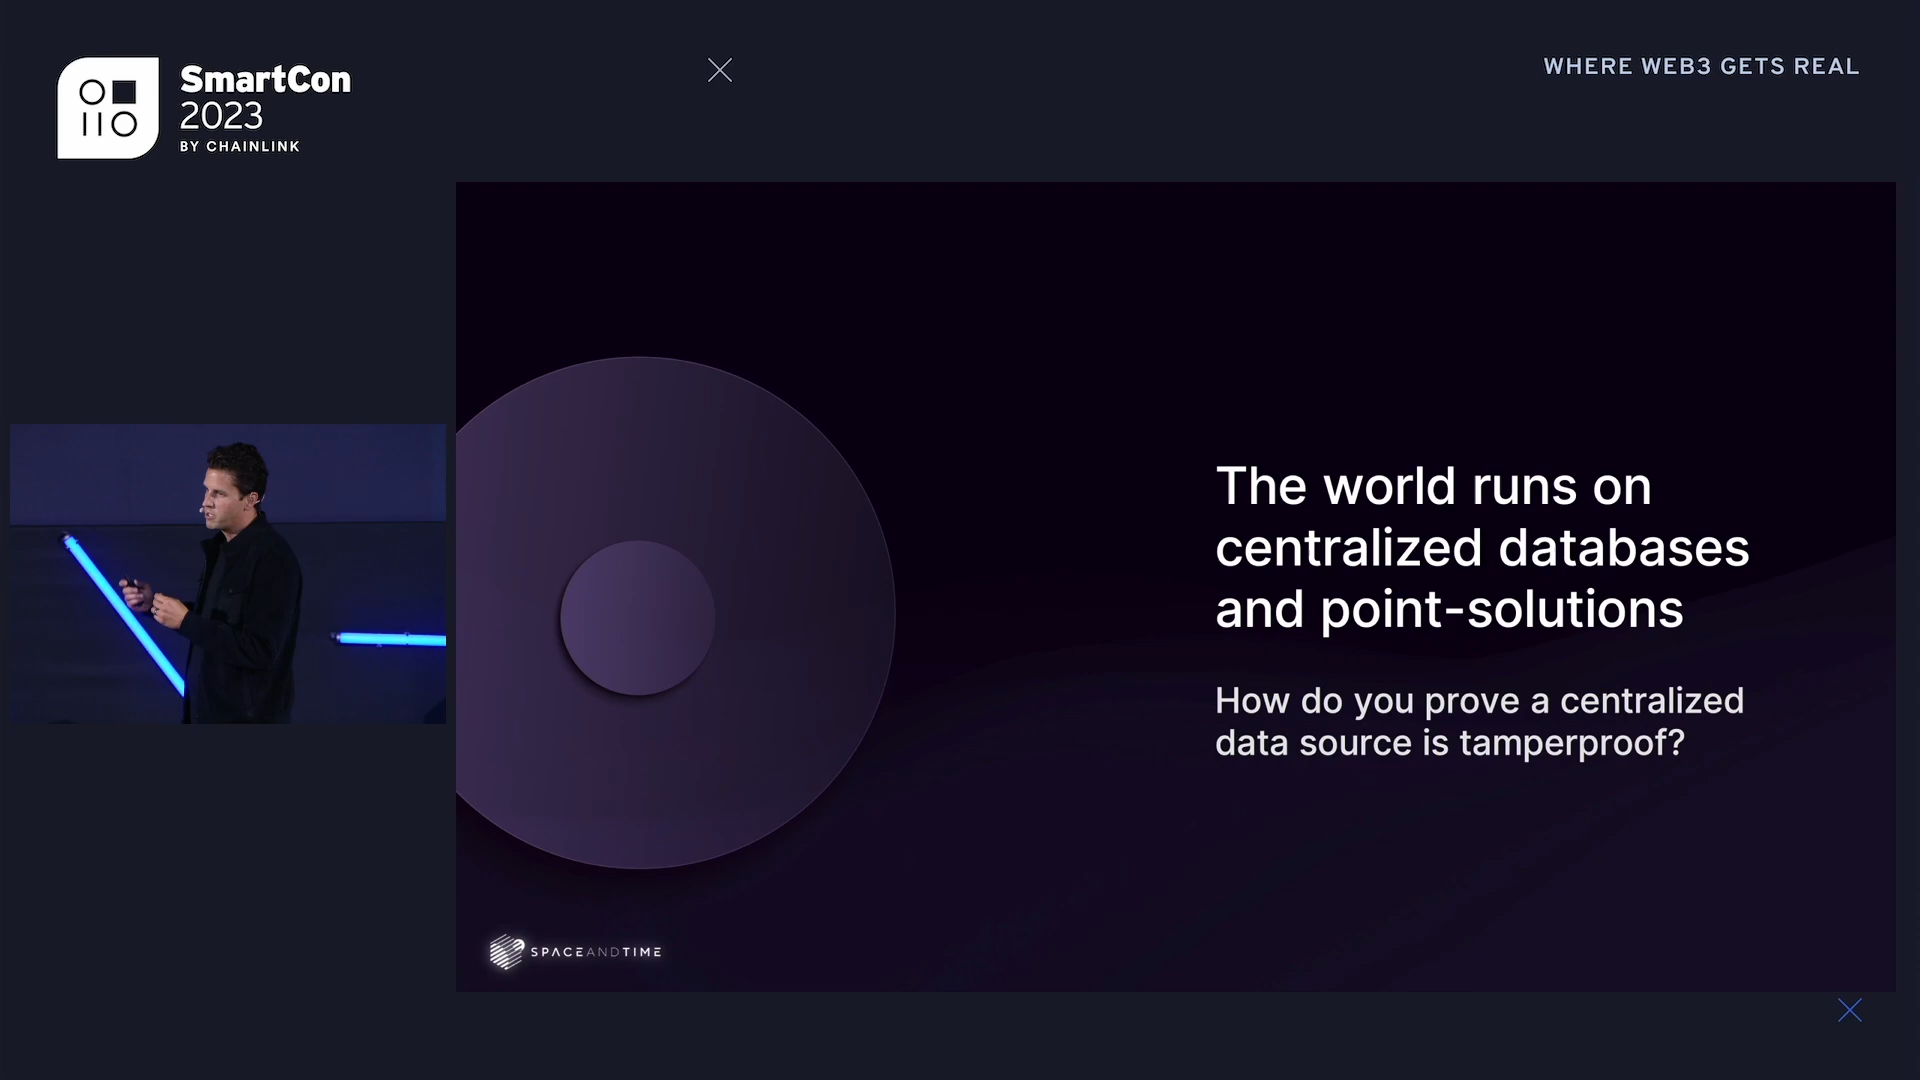 SmartCon
2023
BY CHAINLINK
WHERE WEB3 GETS REAL
The world runs on
centralized databases
and point-solutions
How do you prove a centralized
data source is tamperproof?
SPACEANDTIME